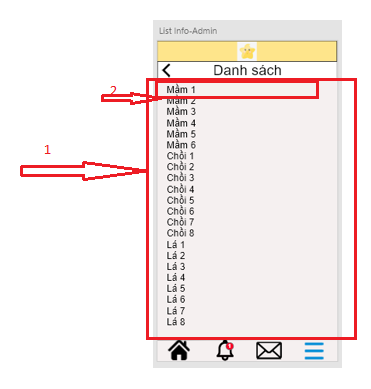 List Info-Admin
Danh sách
2
Mầm 1
Mầm 2
Mầm 3
Mầm 4
Mầm 5
1
Mầm 6
Chồi 1
Chồi 2
Chồi 3
Chồi 4
Chồi 5
Chồi 6
Chồi 7
Chồi 8
Lá 1
Lá 2
Lá 3
Lá 4
Lá 5
Lá 6
Lá 7
Lá 8